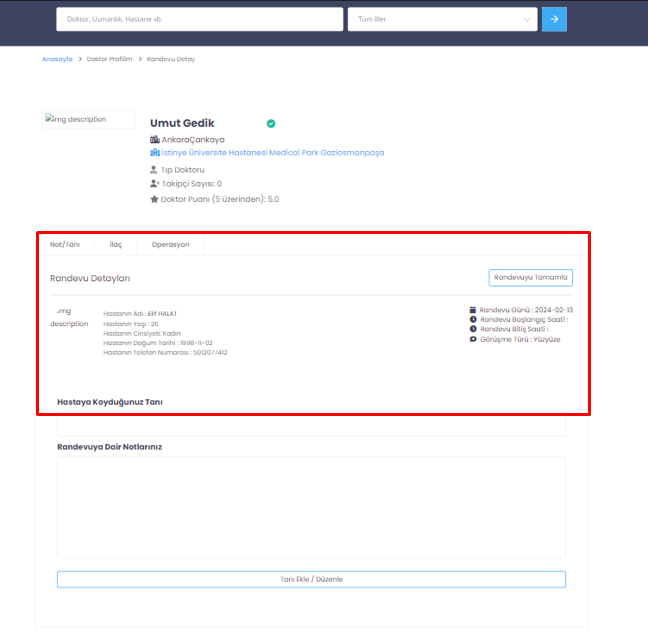 Doktor, Uzmanlık, Hastane vb.
Tüm İller
Anasayfa > Doktor Profilim > Randevu Detay
img description
Umut Gedik
AnkaraÇankaya
İstinye Üniversite Hastanesi Medical Park Gaziosmanpaşa
Tıp Doktoru
Takipçi Sayısı: 0
Doktor Puanı (5 üzerinden): 5.0
Not/Tanı
İlaç
Operasyon
Randevu Detayları
Randevuyu Tamamla
img description
Hastanın Adı : Elif HALAT
Hastanın Yaşı : 26
Hastanın Cinsiyeti: Kadın
Hastanın Doğum Tarihi : 1998-11-02
Hastanın Telefon Numarası : 5012077412
Randevu Günü : 2024-02-13
Randevu Başlangıç Saati :
Randevu Bitiş Saati :
Görüşme Türü : Yüzyüze
Hastaya Koyduğunuz Tanı
Randevuya Dair Notlarınız
Tanı Ekle / Düzenle